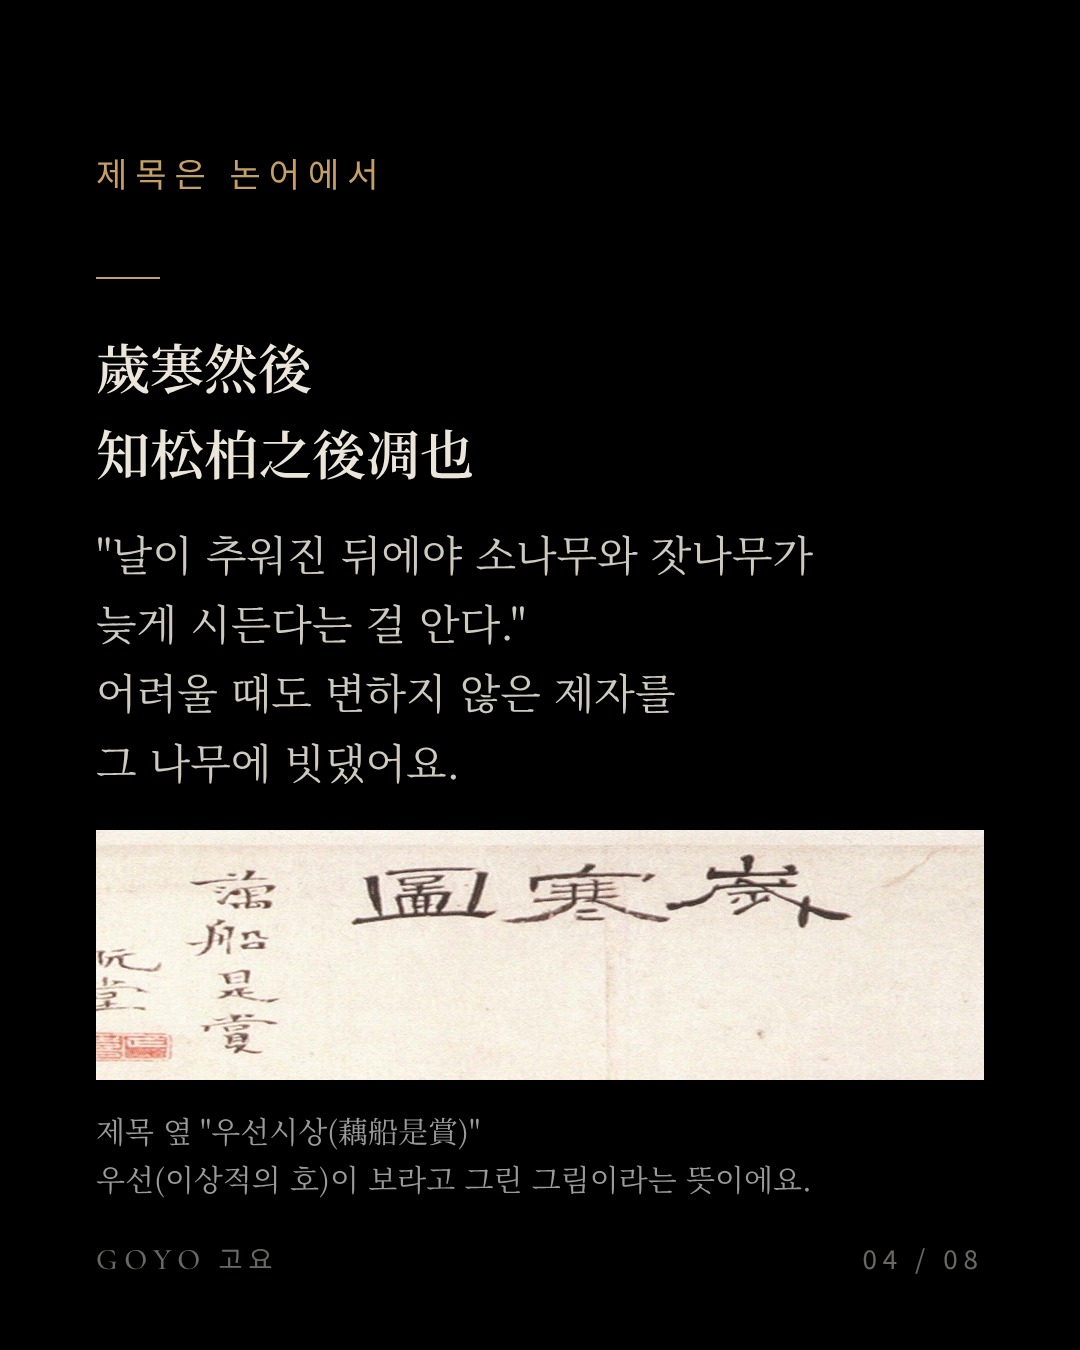 제목은 논어에서
歲寒然後
知松柏之後凋也
"날이 추워진 뒤에야 소나무와 잣나무가
늦게 시든다는 걸 안다."
어려울 때도 변하지 않은 제자를
그 나무에 빗댔어요.
歲寒圖
藕船是賞
阮堂
제목 옆 "우선시상(藕船是賞)"
우선(이상적의 호)이 보라고 그린 그림이라는 뜻이에요.
GOYO 고요
04 / 08